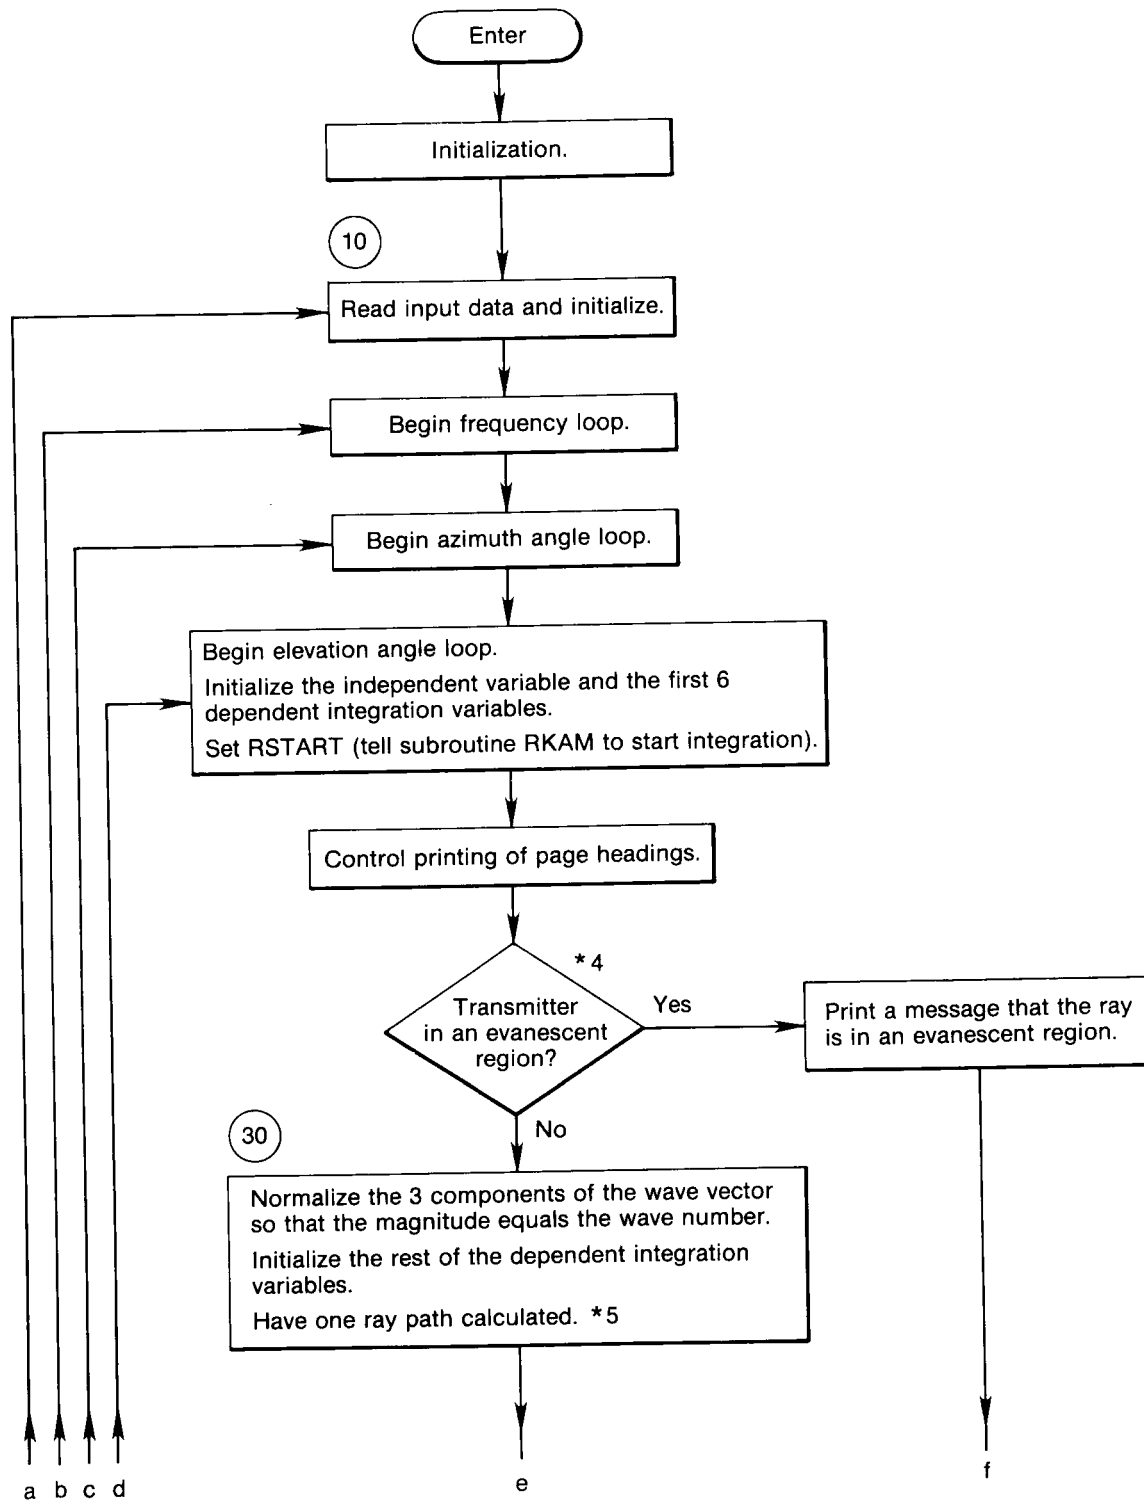 Enter
Initialization.
10
Read input data and initialize.
Begin frequency loop.
Begin azimuth angle loop.
Begin elevation angle loop.
Initialize the independent variable and the first 6
dependent integration variables.
Set RSTART (tell subroutine RKAM to start integration).
Control printing of page headings.
*4
Transmitter
in an evanescent
region?
Yes
Print a message that the ray
is in an evanescent region.
No
30
Normalize the 3 components of the wave vector
so that the magnitude equals the wave number.
Initialize the rest of the dependent integration
variables.
Have one ray path calculated. *5
a b c d
e
f